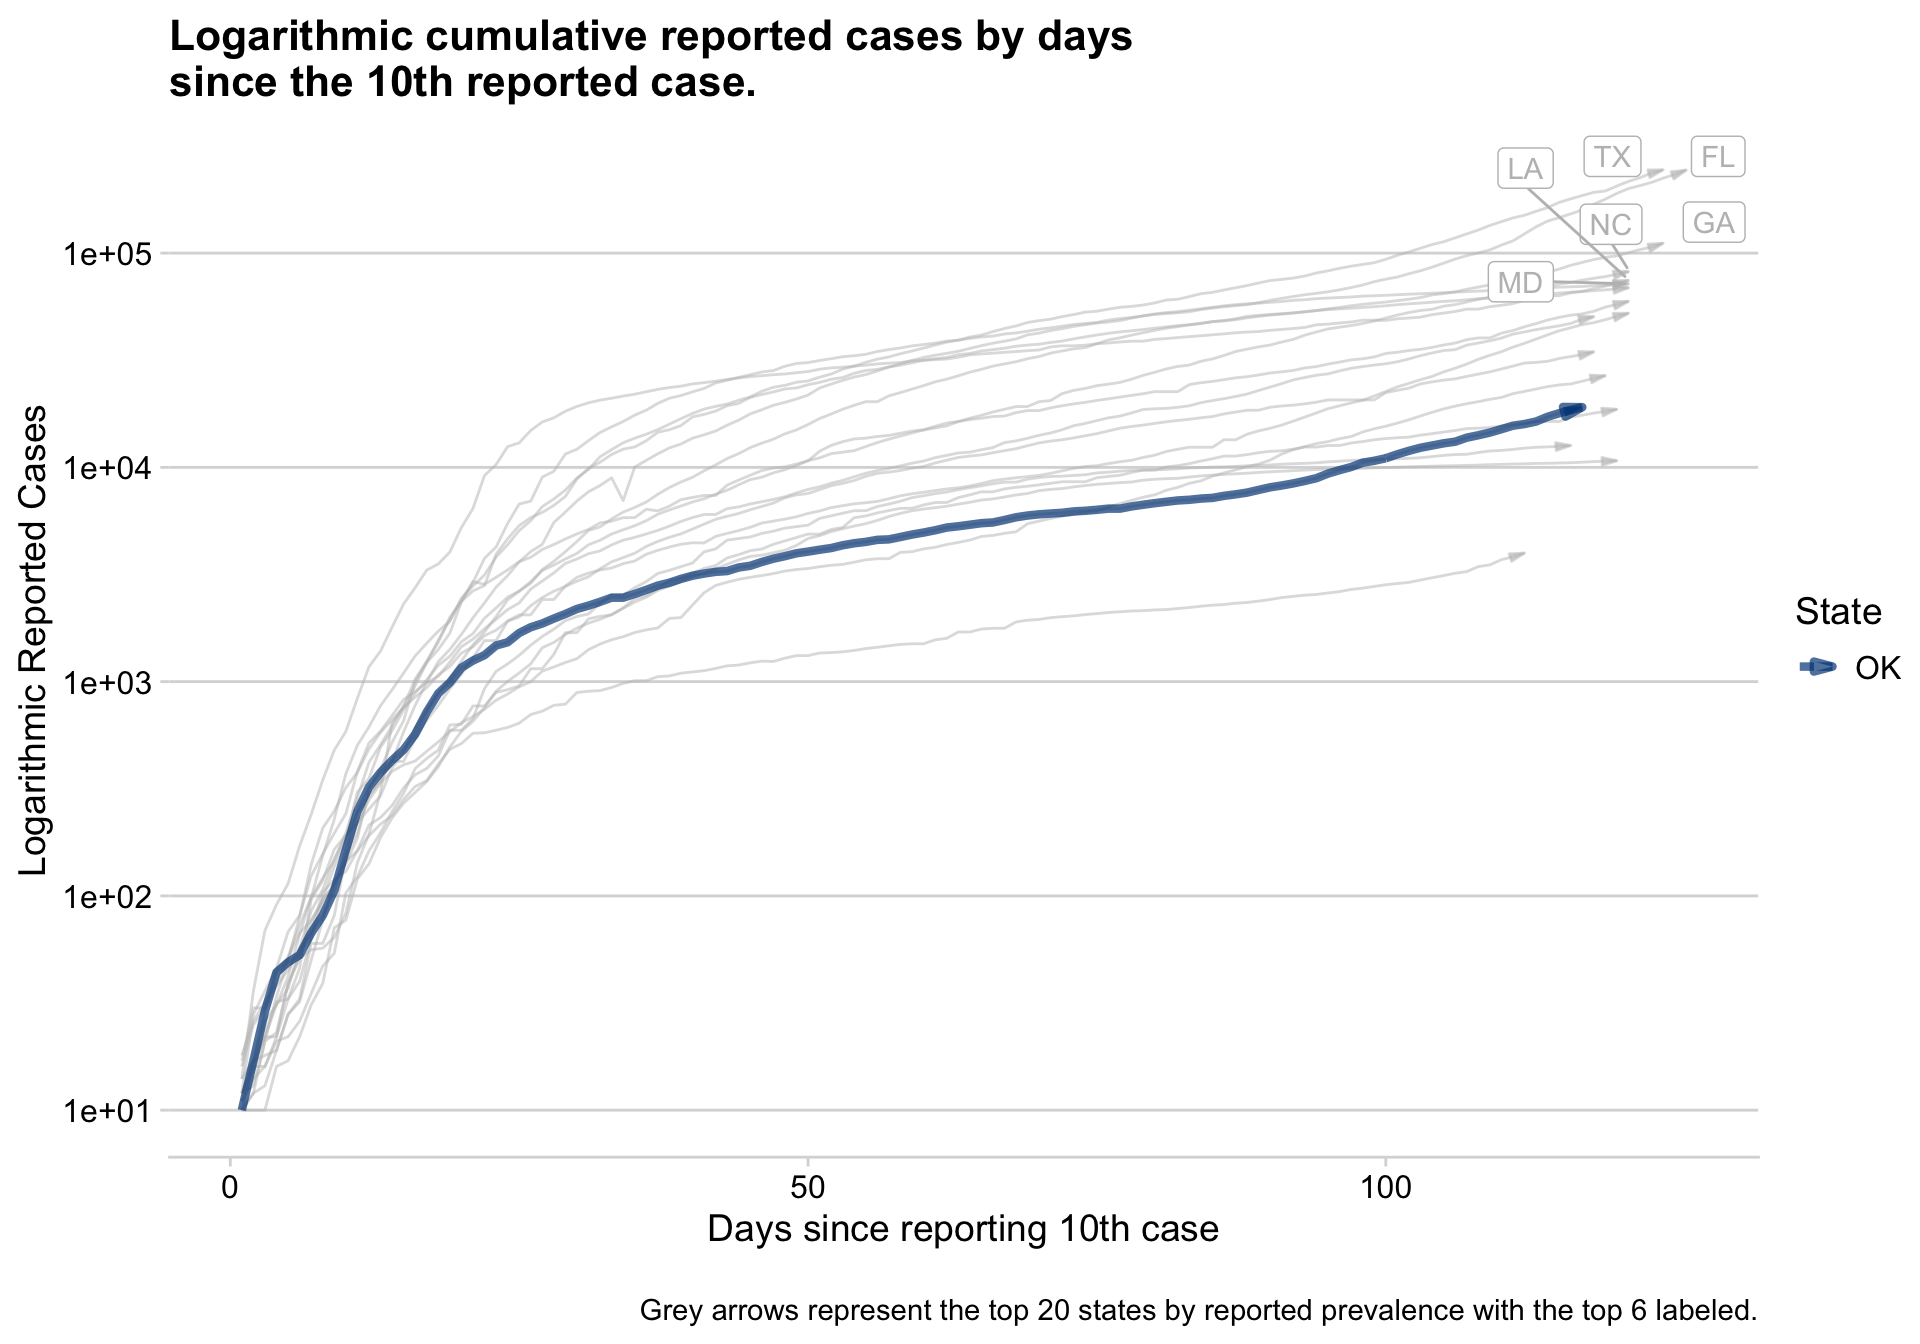 Logarithmic cumulative reported cases by days
since the 10th reported case.
LA
TX
FL
NC
GA
MD
1e+05
1e+04
1e+03
1e+02
1e+01
Logarithmic Reported Cases
State
OK
0
50
100
Days since reporting 10th case
Grey arrows represent the top 20 states by reported prevalence with the top 6 labeled.